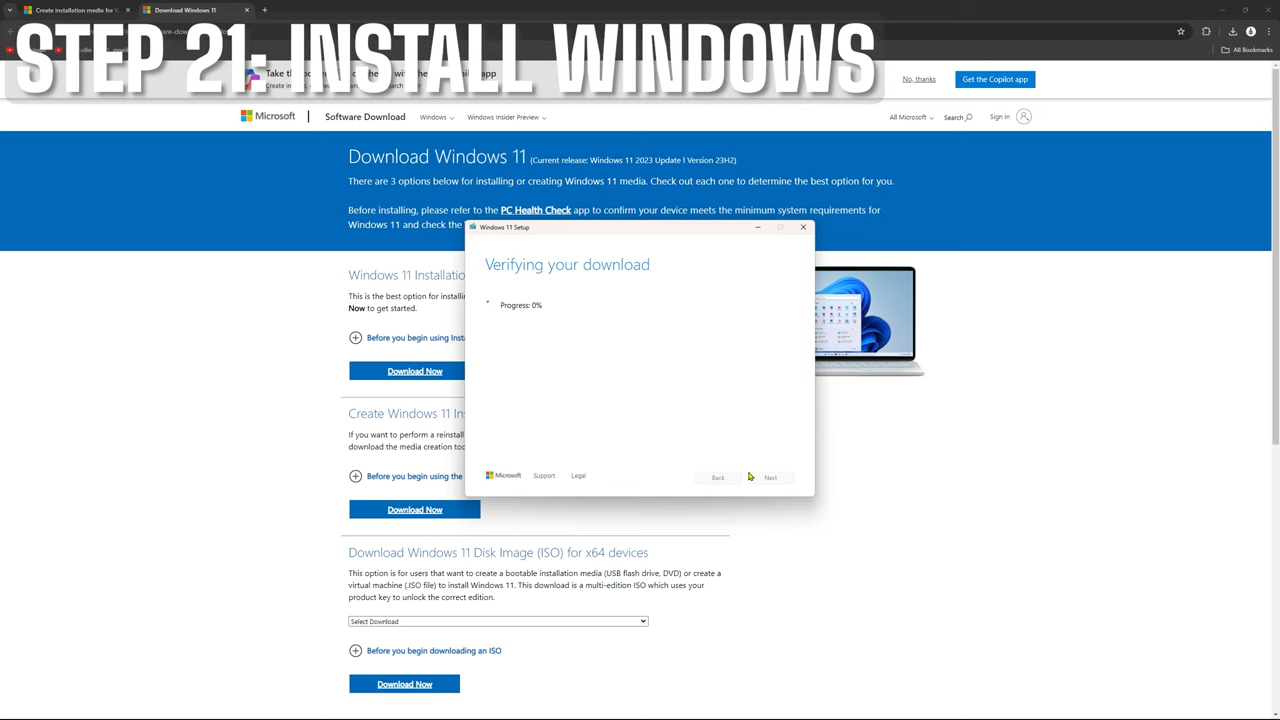 Create installation media for W
Download Windows 11
STEP 21: INSTALL WINDOWS
All Bookmarks
No, thanks
Get the Copilot app
Microsoft
Software Download
Windows
Windows Insider Preview
All Microsoft
Search
Sign in
Download Windows 11 (Current release: Windows 11 2023 Update l Version 23H2)
There are 3 options below for installing or creating Windows 11 media. Check out each one to determine the best option for you.
Before installing, please refer to the PC Health Check app to confirm your device meets the minimum system requirements for
Windows 11 and check the
Windows 11 Setup
Verifying your download
Progress: 0%
Microsoft
Support
Legal
Back
Next
Windows 11 Installatio
This is the best option for installi
Now to get started.
Before you begin using Insta
Download Now
Create Windows 11 In
If you want to perform a reinstall
download the media creation too
Before you begin using the
Download Now
Download Windows 11 Disk Image (ISO) for x64 devices
This option is for users that want to create a bootable installation media (USB flash drive, DVD) or create a
virtual machine (.ISO file) to install Windows 11. This download is a multi-edition ISO which uses your
product key to unlock the correct edition.
Select Download
Before you begin downloading an ISO
Download Now